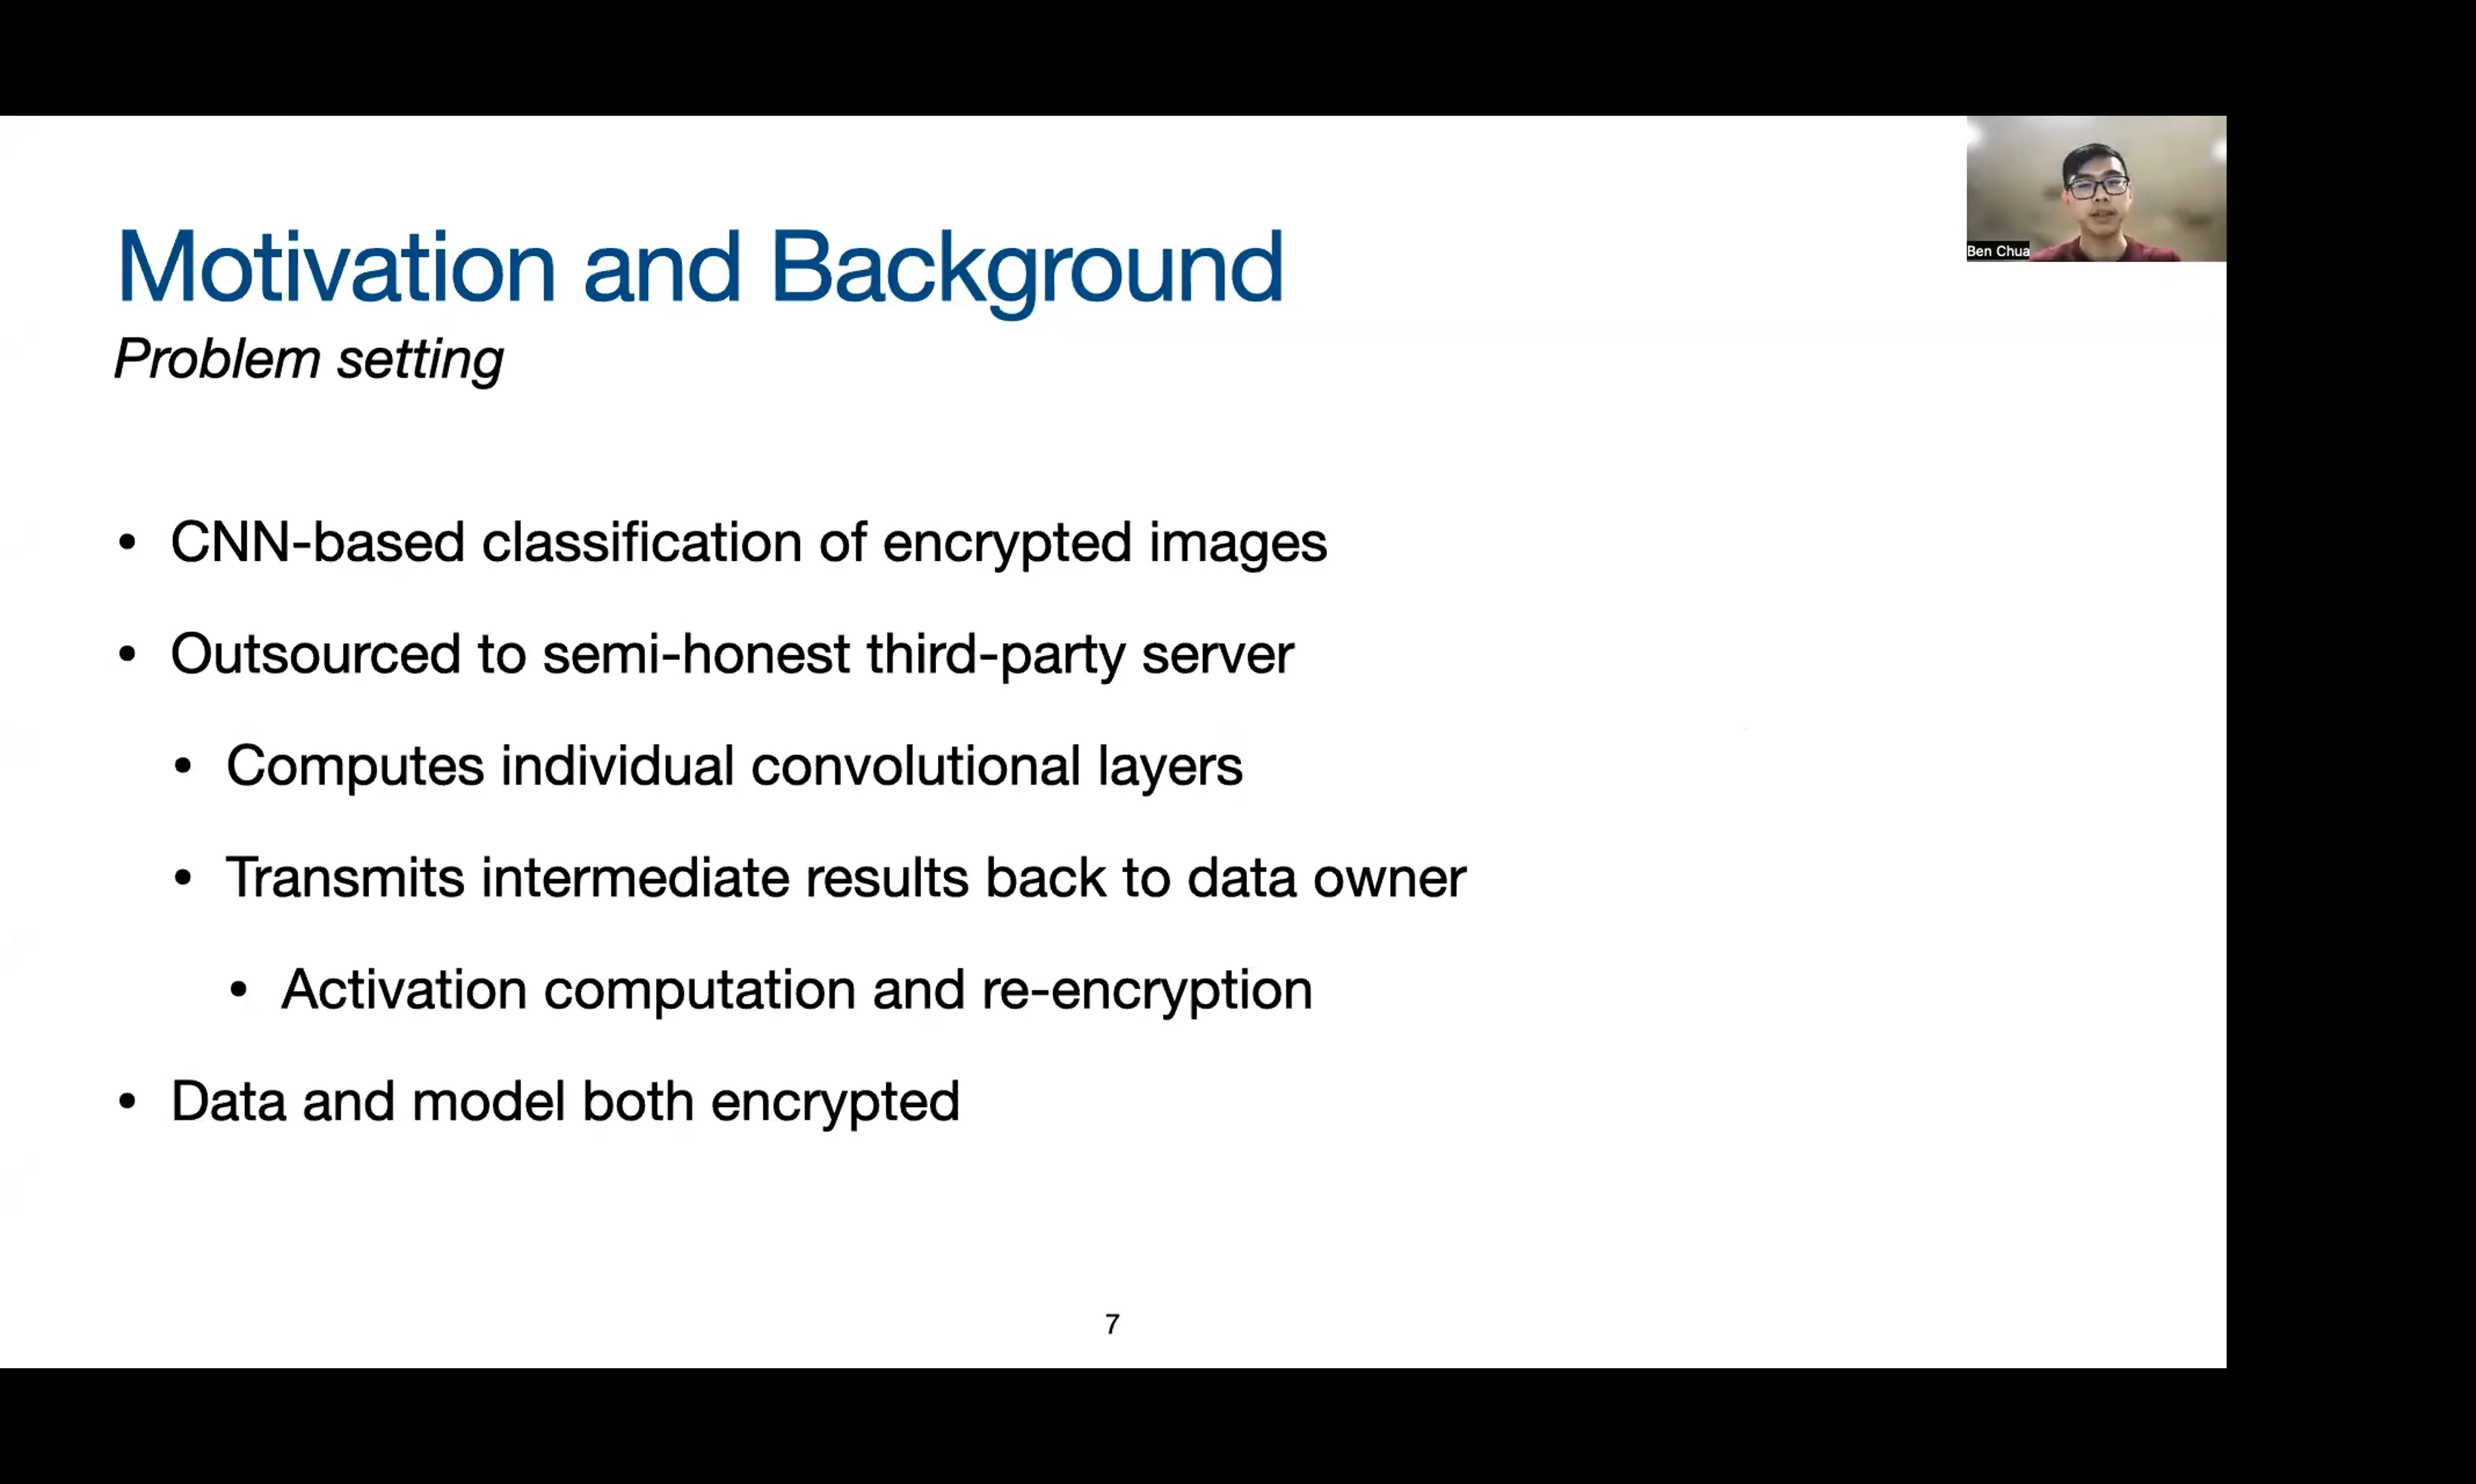 Motivation and Background
Problem setting
Ben Chua
• CNN-based classification of encrypted images
• Outsourced to semi-honest third-party server
• Computes individual convolutional layers
• Transmits intermediate results back to data owner
• Activation computation and re-encryption
• Data and model both encrypted
7